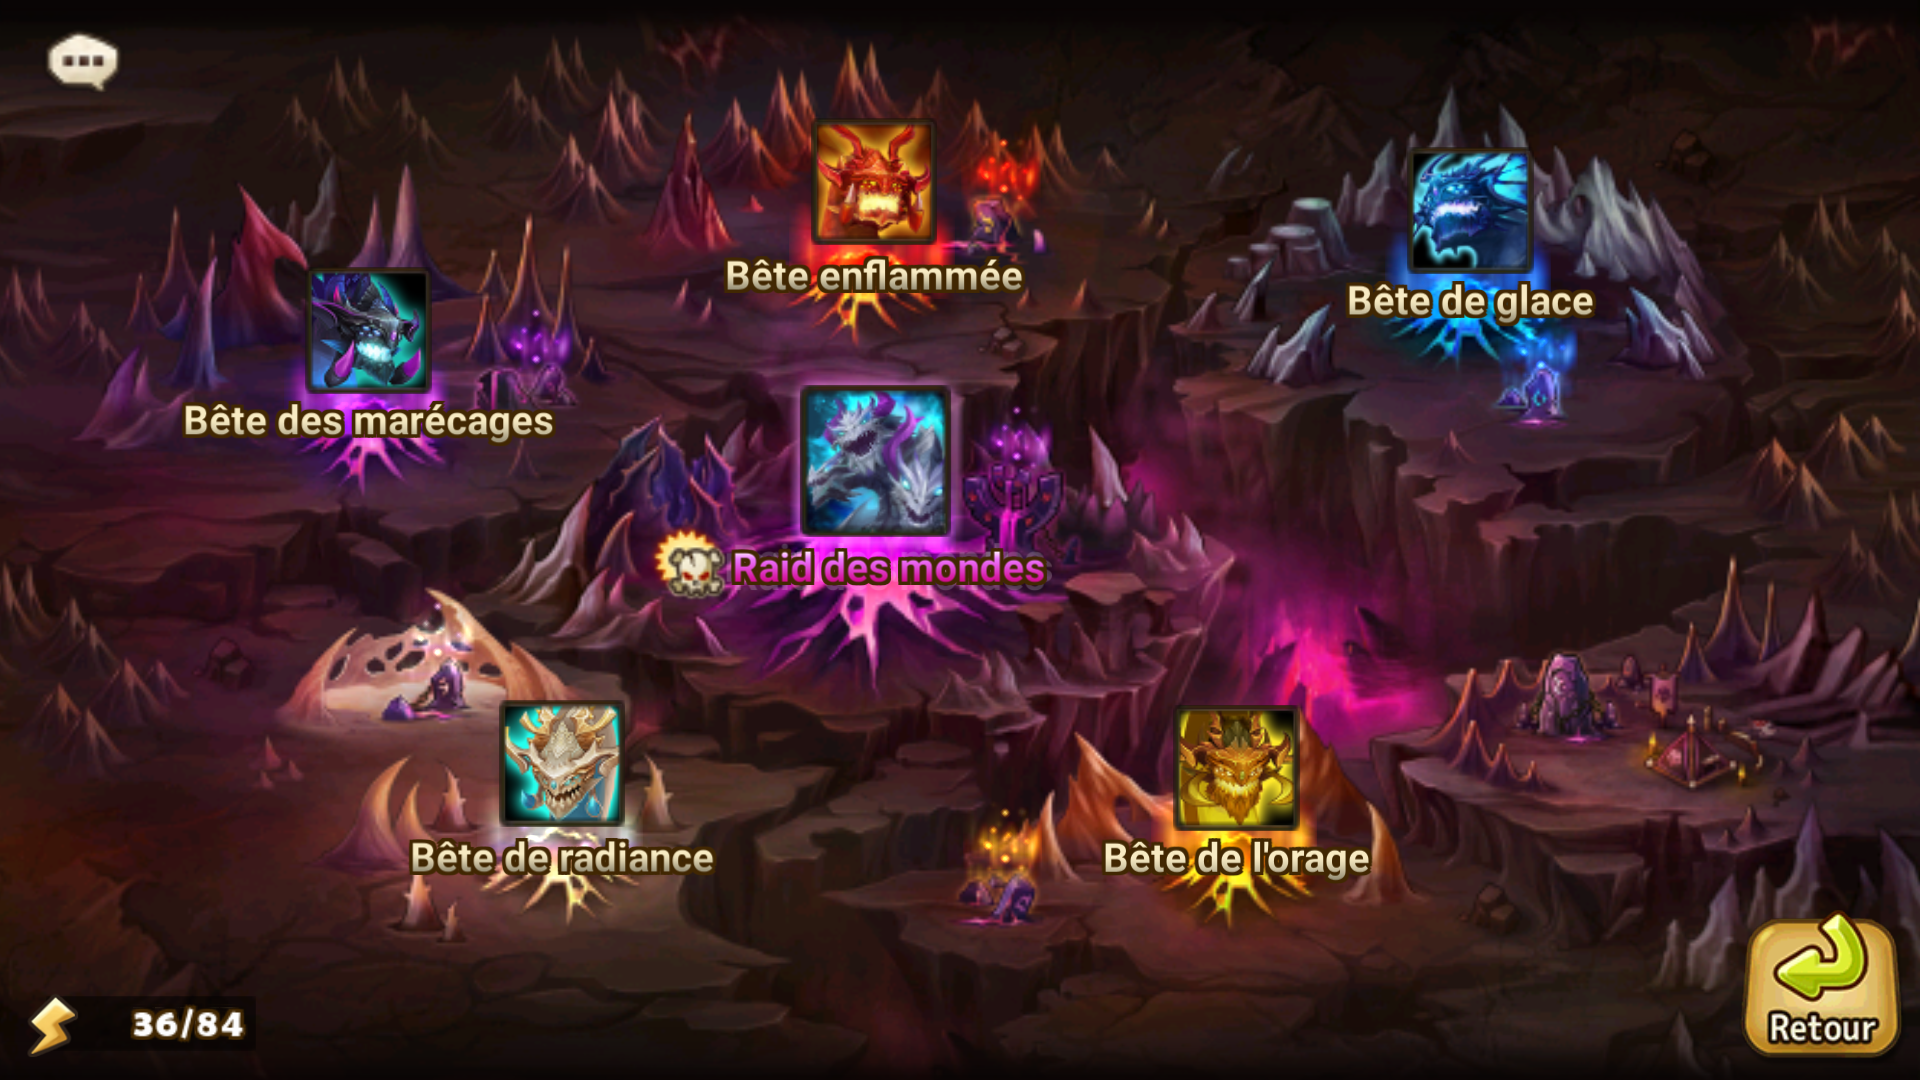 Bête enflammée
Bête de glace
Bête des marécages
Raid des mondes
Bête de radiance
Bête de l'orage
36/84
Retour